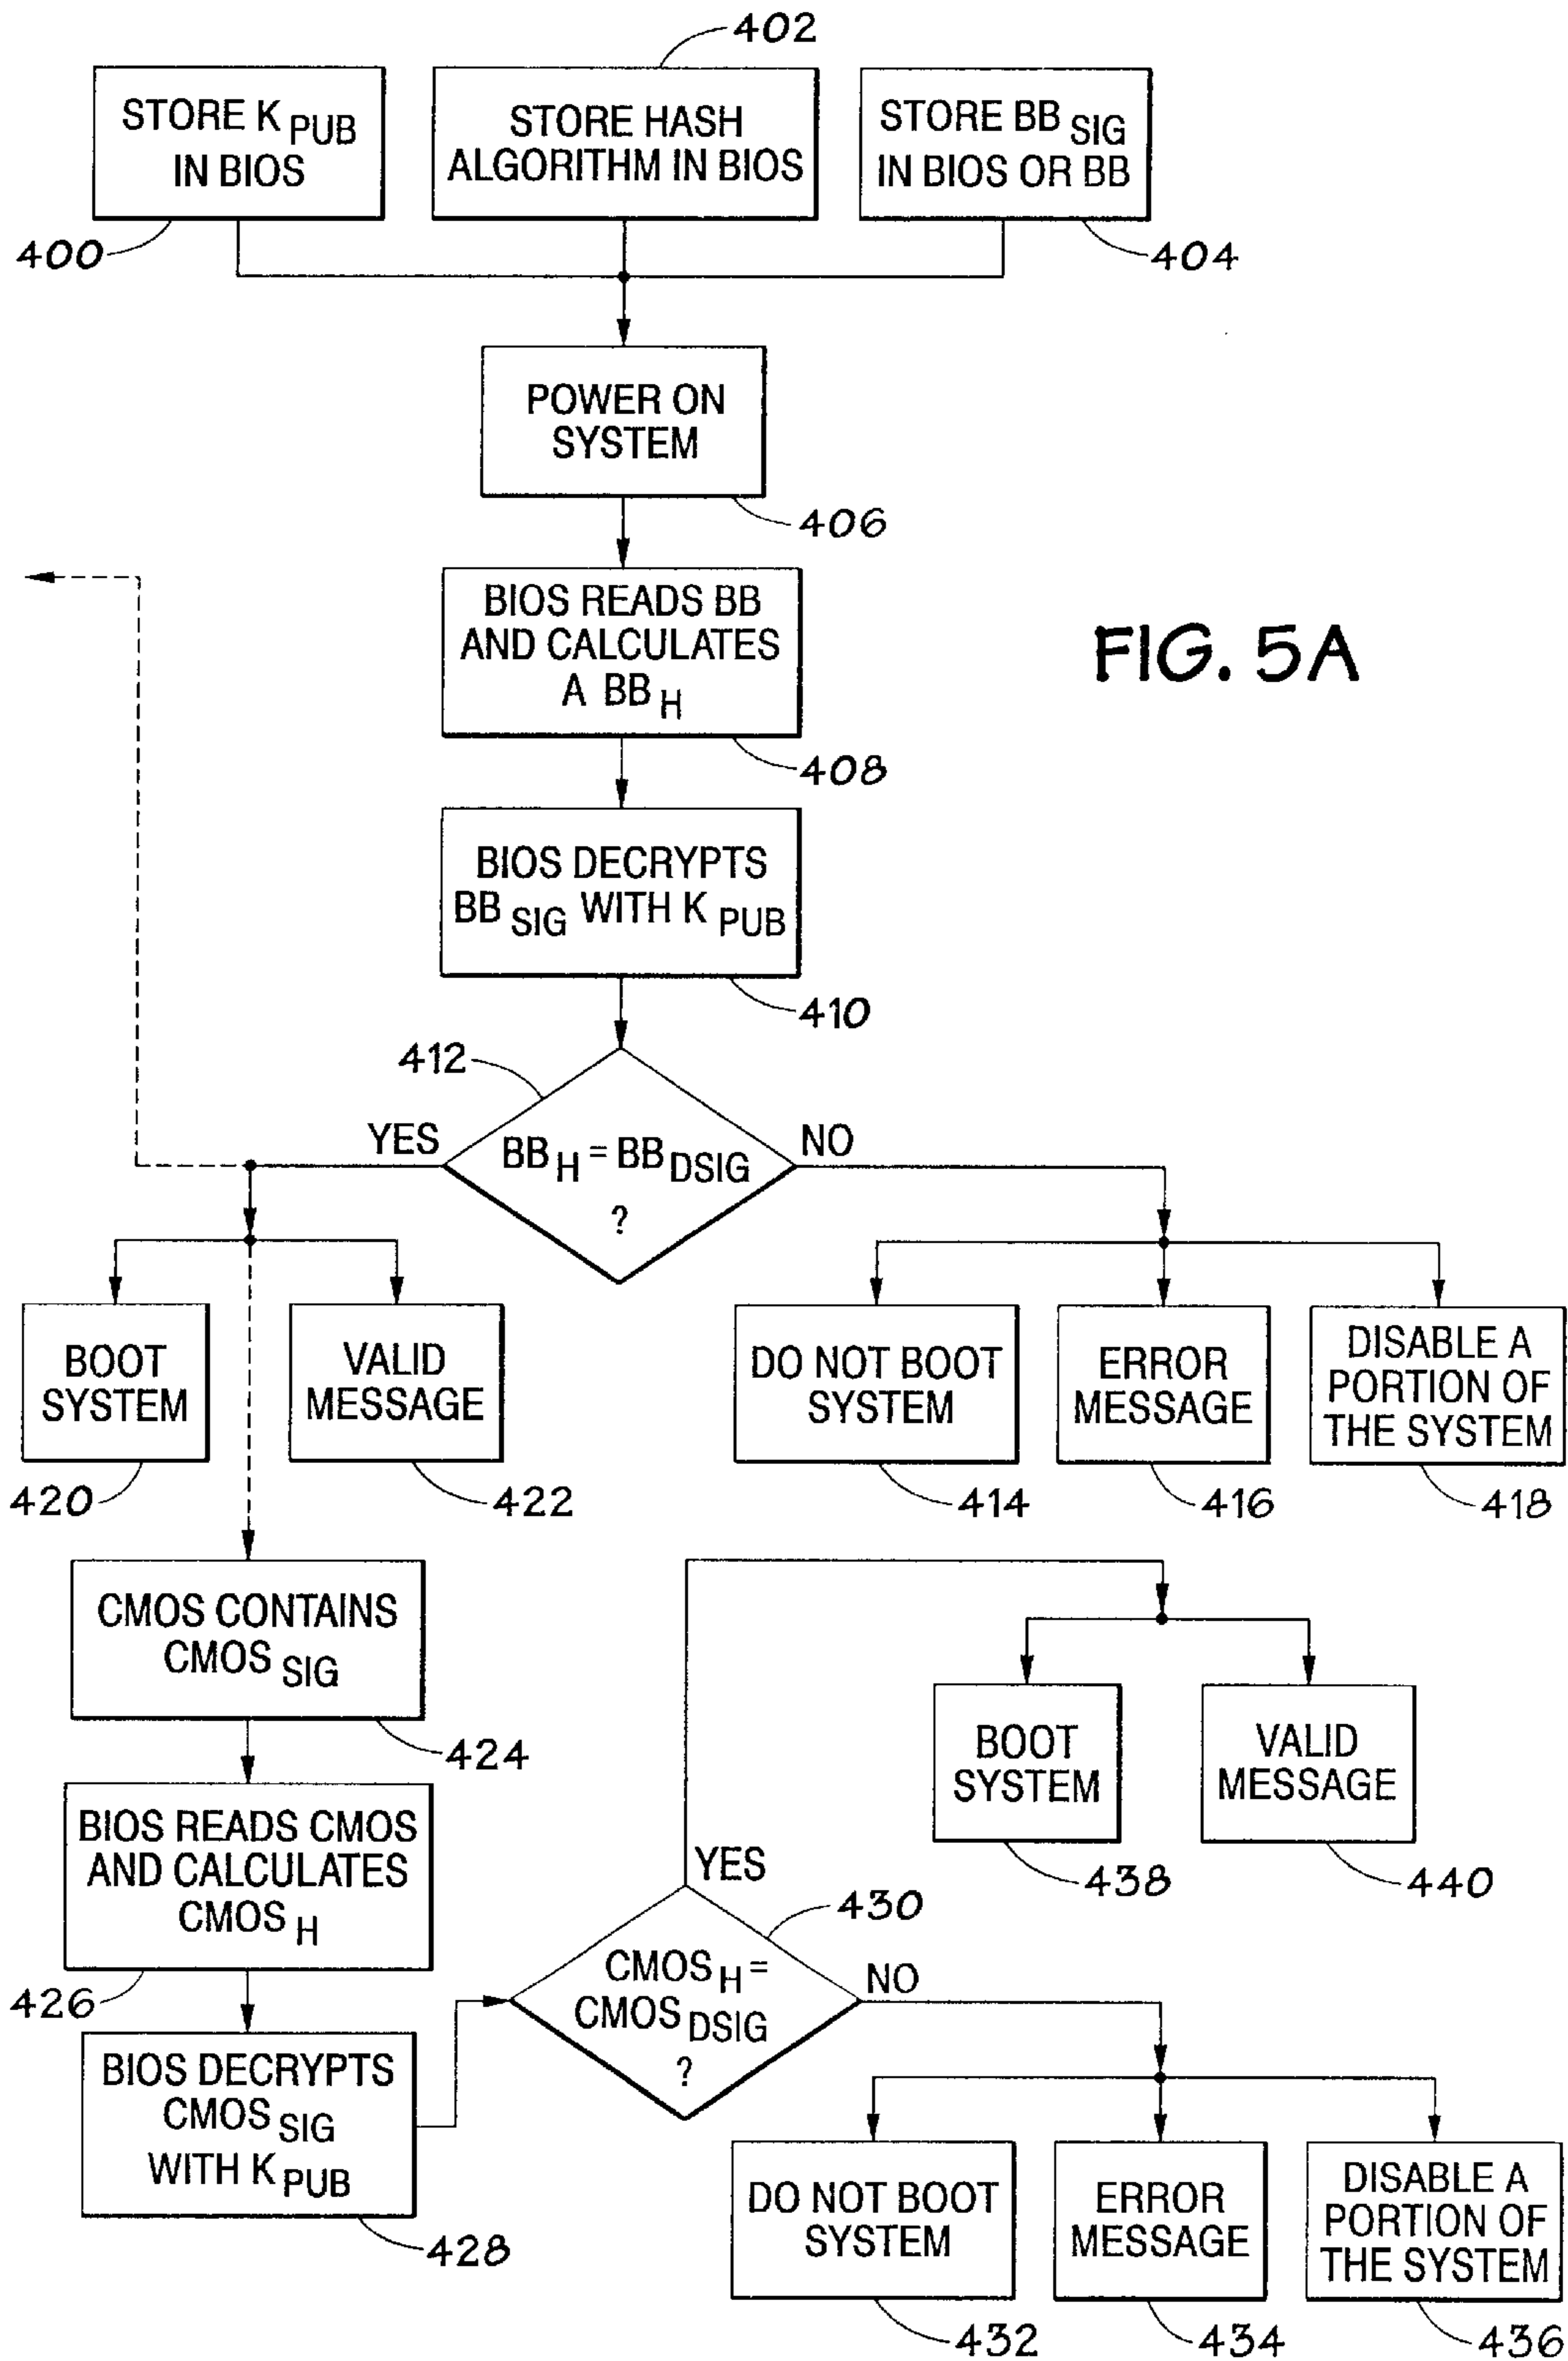 402
STORE K PUB
IN BIOS
400
STORE HASH
ALGORITHM IN BIOS
STORE BB SIG
IN BIOS OR BB
404
POWER ON
SYSTEM
406
BIOS READS BB
AND CALCULATES
A BB H
408
FIG. 5A
BIOS DECRYPTS
BB SIG WITH K PUB
410
412
YES
BB H = BB DSIG
?
NO
BOOT
SYSTEM
420
VALID
MESSAGE
422
DO NOT BOOT
SYSTEM
414
ERROR
MESSAGE
416
DISABLE A
PORTION OF
THE SYSTEM
418
CMOS CONTAINS
CMOS SIG
424
BIOS READS CMOS
AND CALCULATES
CMOS H
426
BIOS DECRYPTS
CMOS SIG
WITH K PUB
428
BOOT
SYSTEM
438
VALID
MESSAGE
440
YES
430
CMOS H =
CMOS DSIG
?
NO
DO NOT BOOT
SYSTEM
432
ERROR
MESSAGE
434
DISABLE A
PORTION OF
THE SYSTEM
436